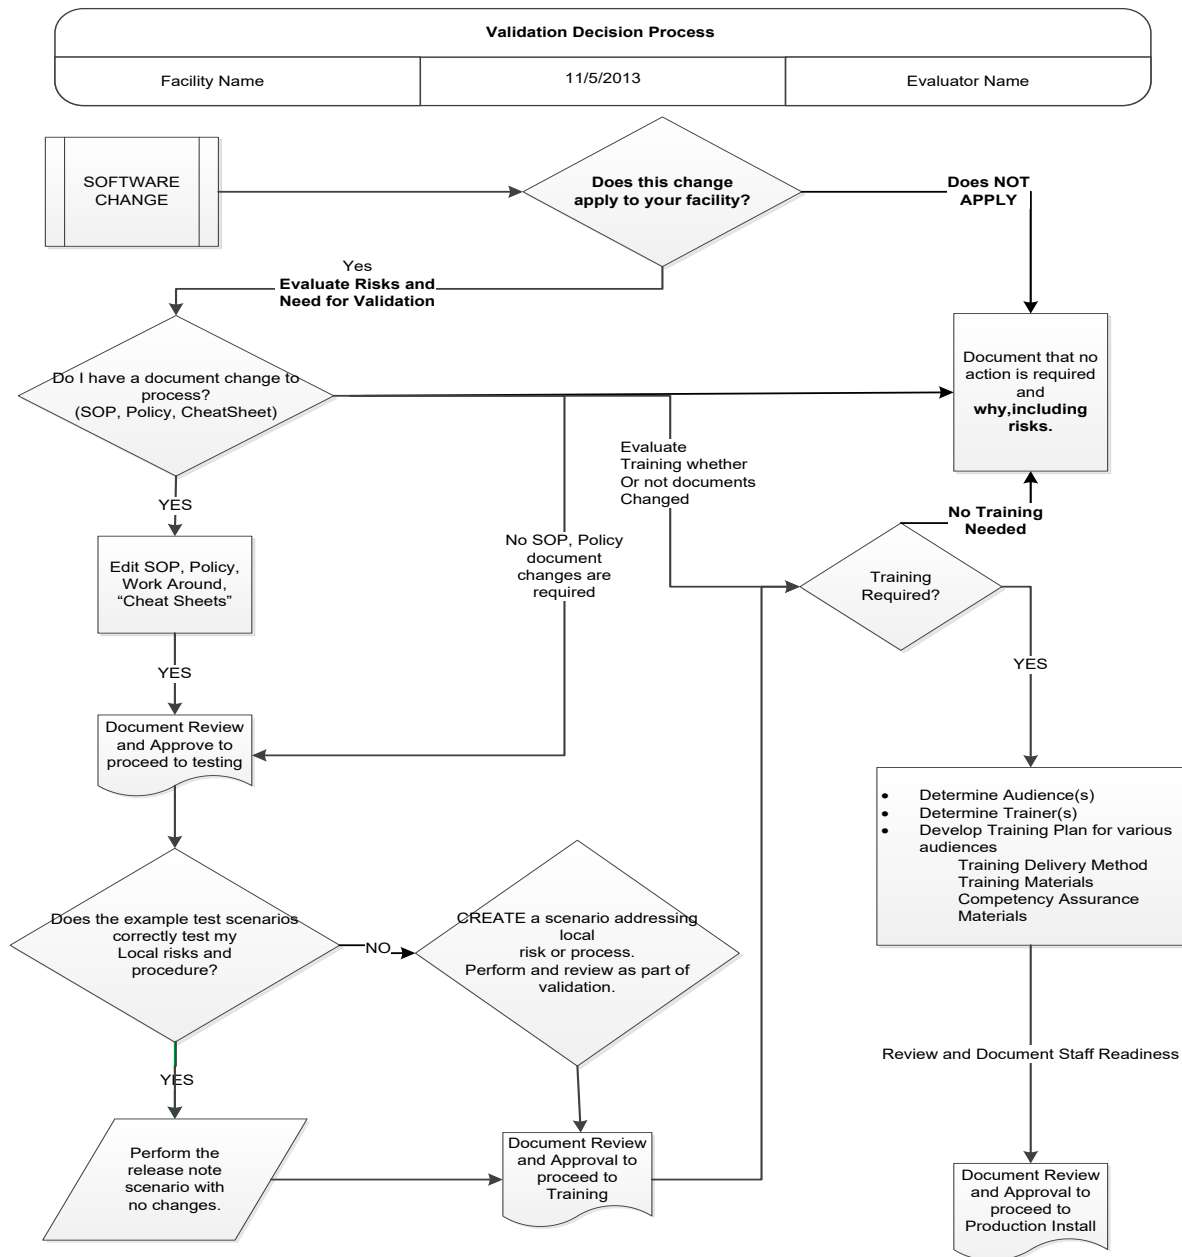 Validation Decision Process
Facility Name
11/5/2013
Evaluator Name
SOFTWARE
CHANGE
Does this change
apply to your facility?
Does NOT
APPLY
Yes
Evaluate Risks and
Need for Validation
Do I have a document change to
process?
(SOP, Policy, CheatSheet)
Document that no
action is required
and
why,including
risks.
Evaluate
Training whether
Or not documents
Changed
YES
No Training
Needed
No SOP, Policy
document
changes are
required
Edit SOP, Policy,
Work Around,
“Cheat Sheets”
Training
Required?
YES
YES
Document Review
and Approve to
proceed to testing
• Determine Audience(s)
• Determine Trainer(s)
• Develop Training Plan for various
audiences
Training Delivery Method
Training Materials
Competency Assurance
Materials
Does the example test scenarios
correctly test my
Local risks and
procedure?
NO
CREATE a scenario addressing
local
risk or process.
Perform and review as part of
validation.
Review and Document Staff Readiness
YES
Perform the
release note
scenario with
no changes.
Document Review
and Approval to
proceed to
Training
Document Review
and Approval to
proceed to
Production Install